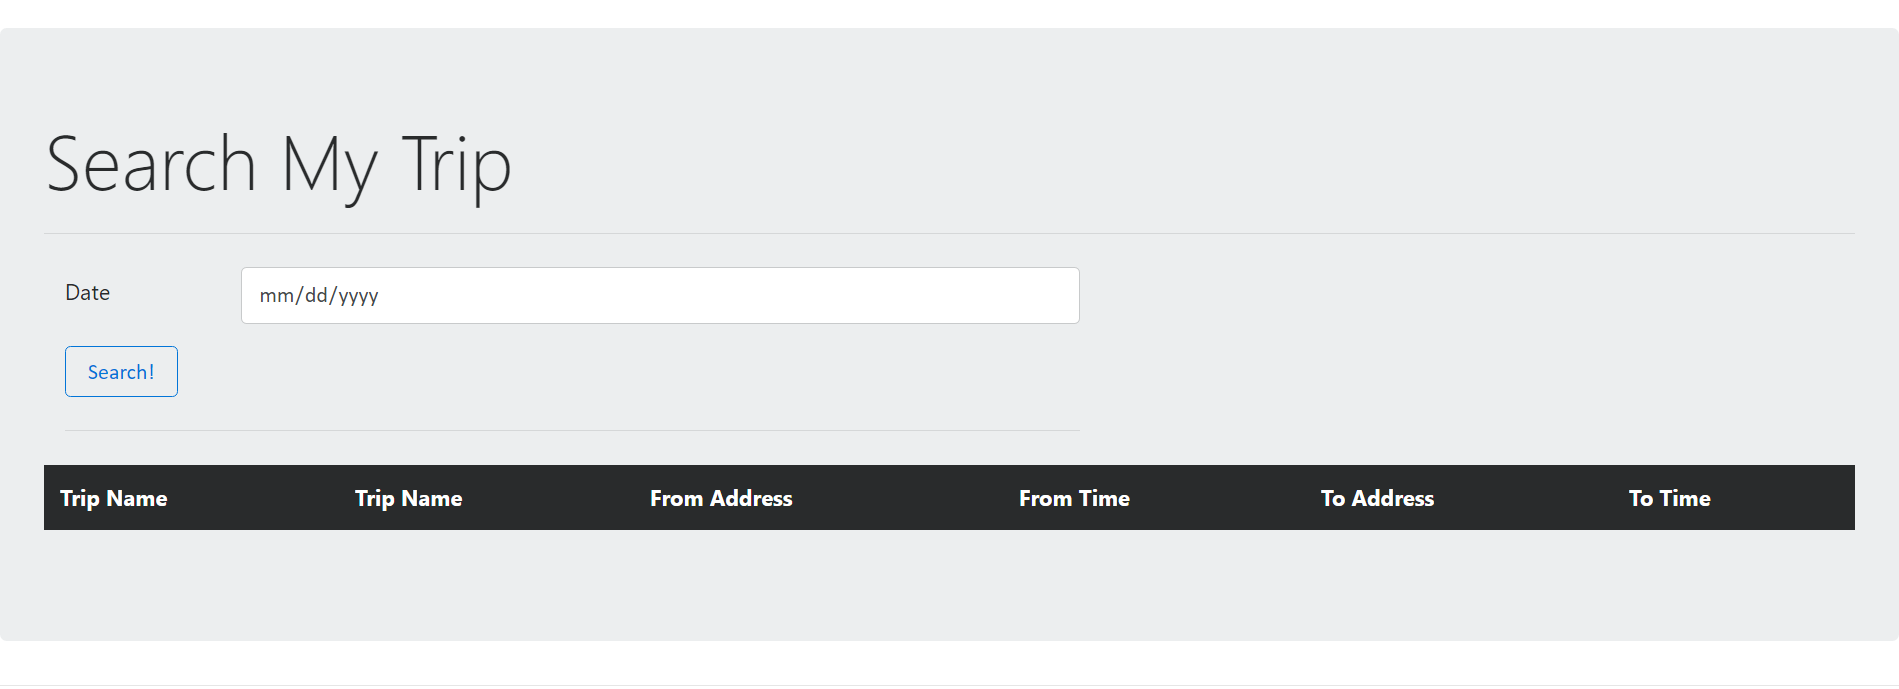 Search My Trip
Date mm/dd/yyyy
Search!
Trip Name Trip Name From Address From Time To Address To Time